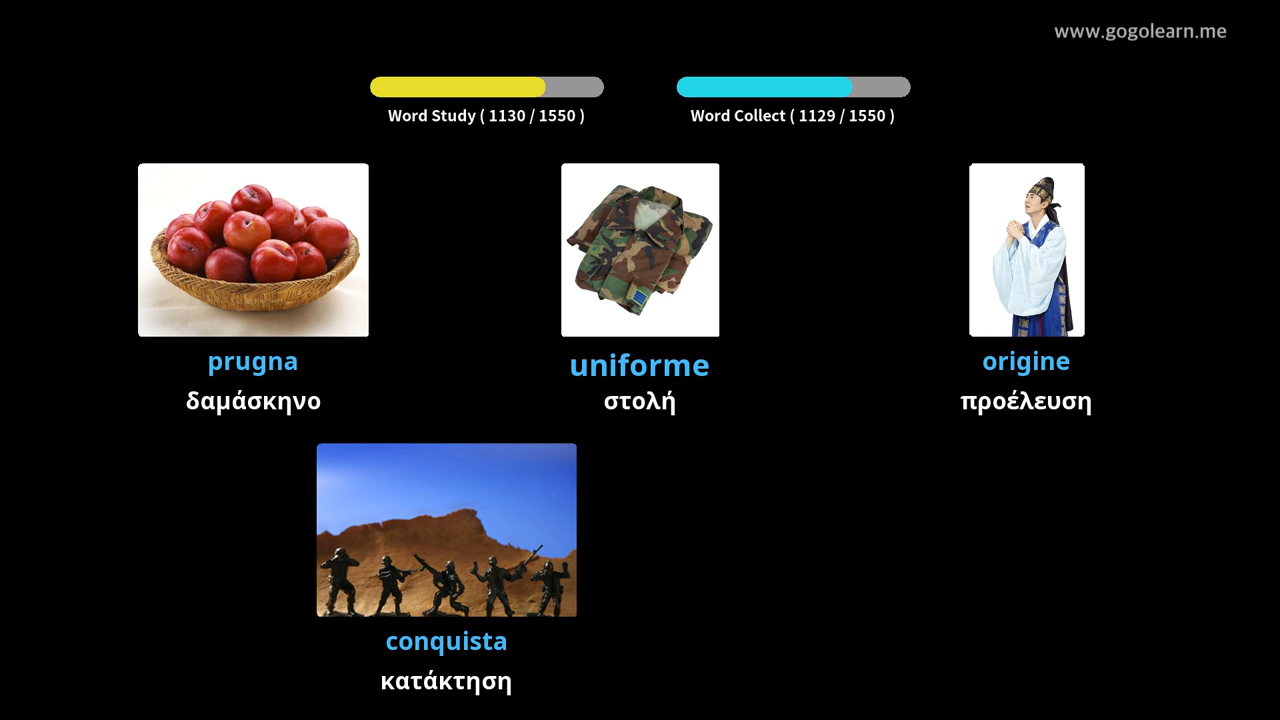 www.gogolearn.me
Word Study ( 1130 / 1550 )
Word Collect ( 1129 / 1550 )
prugna
uniforme
origine
δαμάσκηνο
στολή
προέλευση
conquista
κατάκτηση